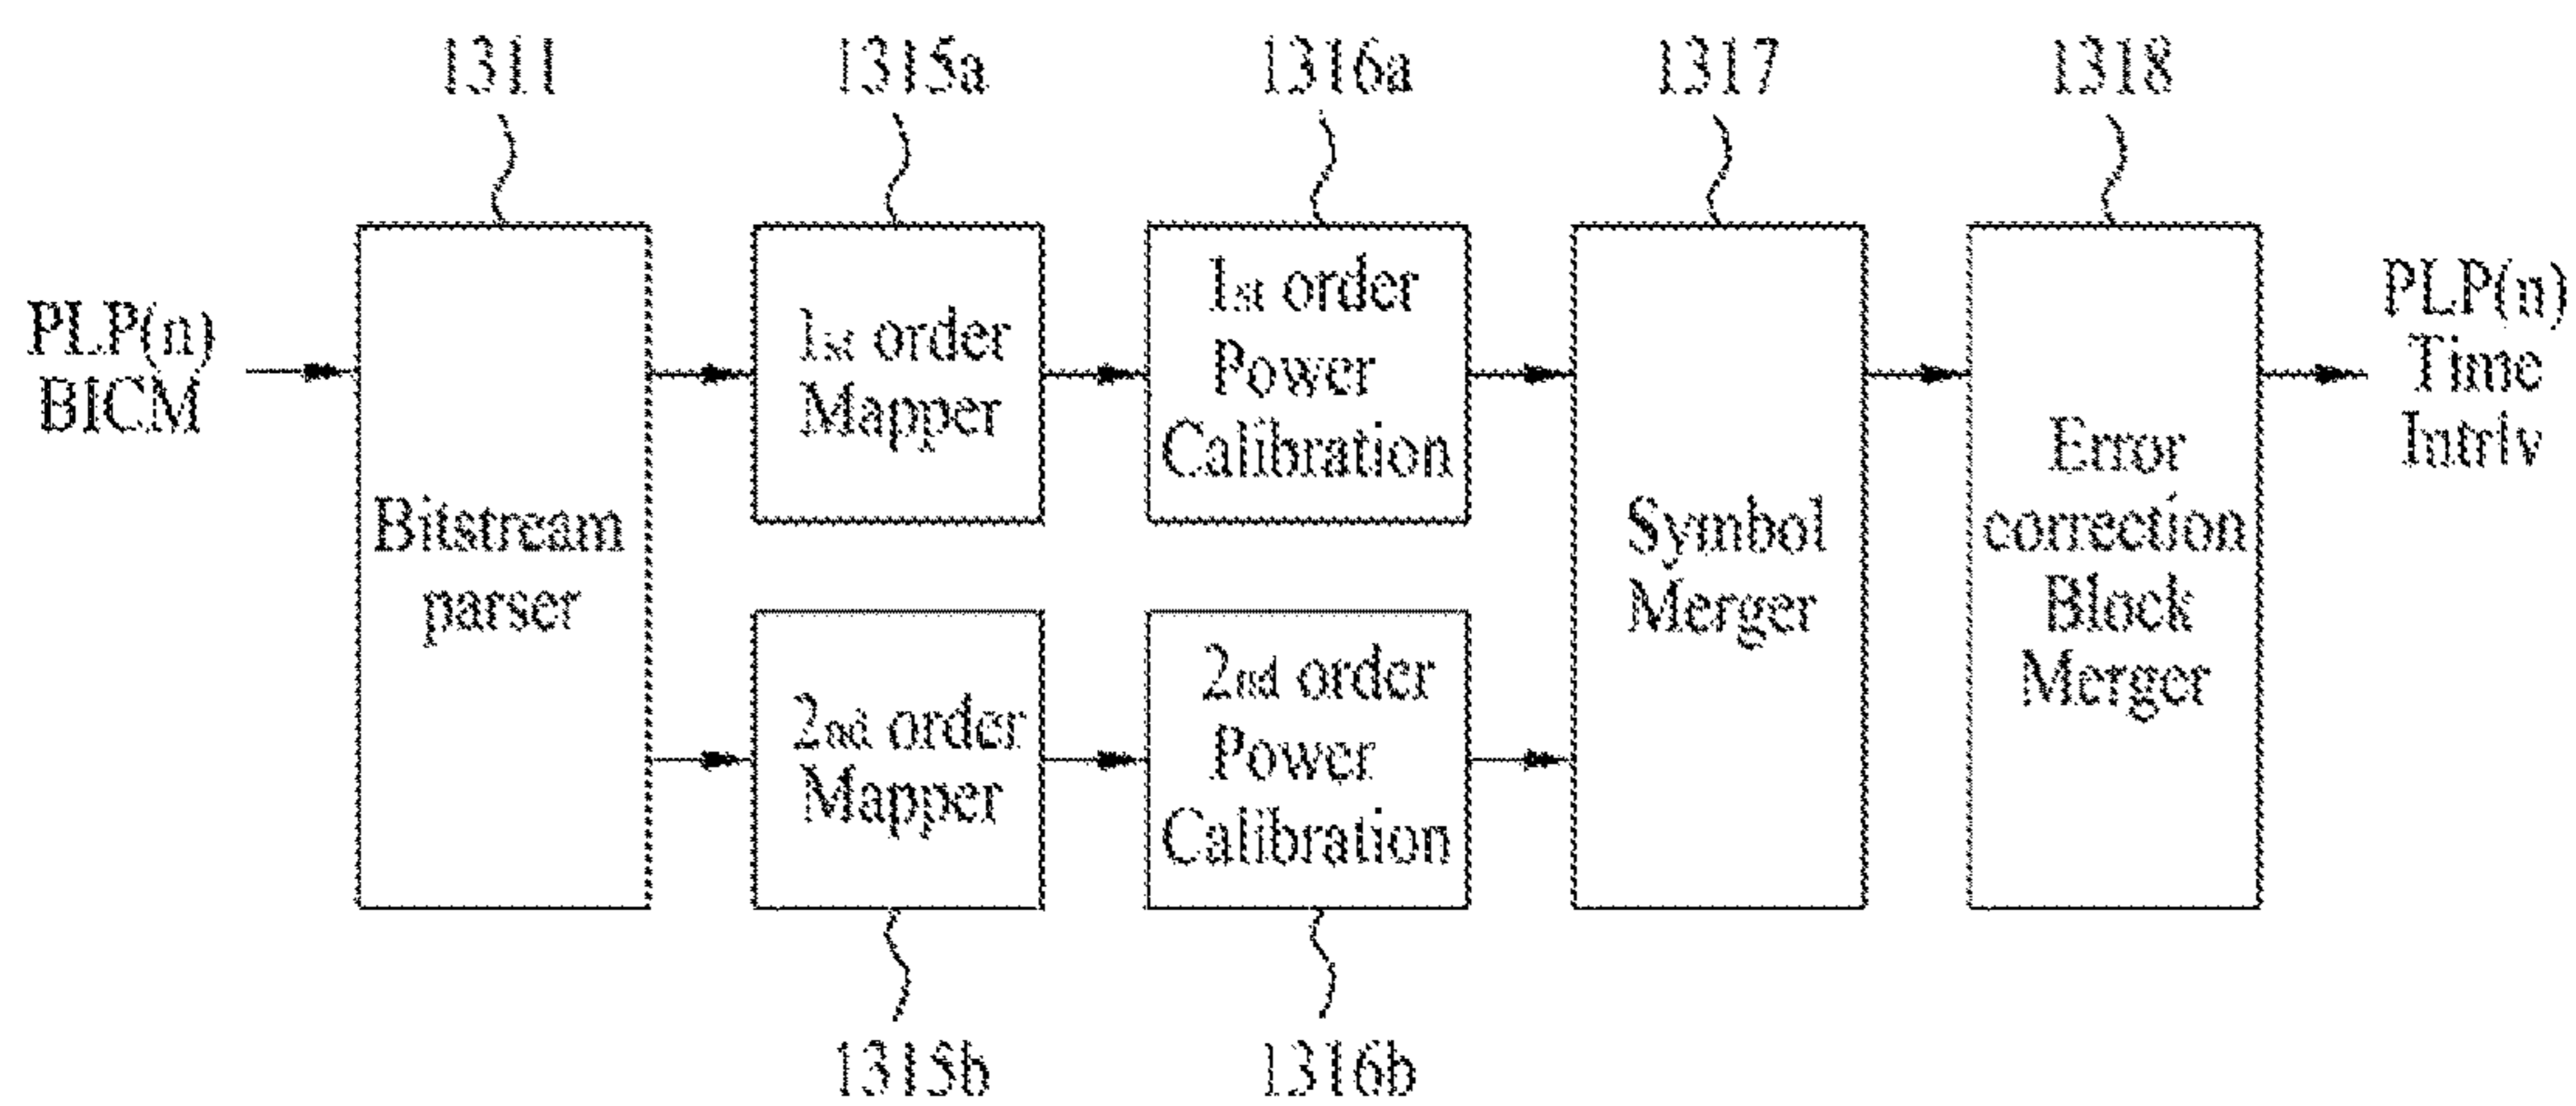 1311
1315a
1316a
1317
1318
PLP(n)
BICM
Bitstream
parser
1st order
Mapper
1st order
Power
Calibration
2nd order
Mapper
2nd order
Power
Calibration
Symbol
Merger
Error
correction
Block
Merger
PLP(n)
Time
Intrlv
1315b
1316b